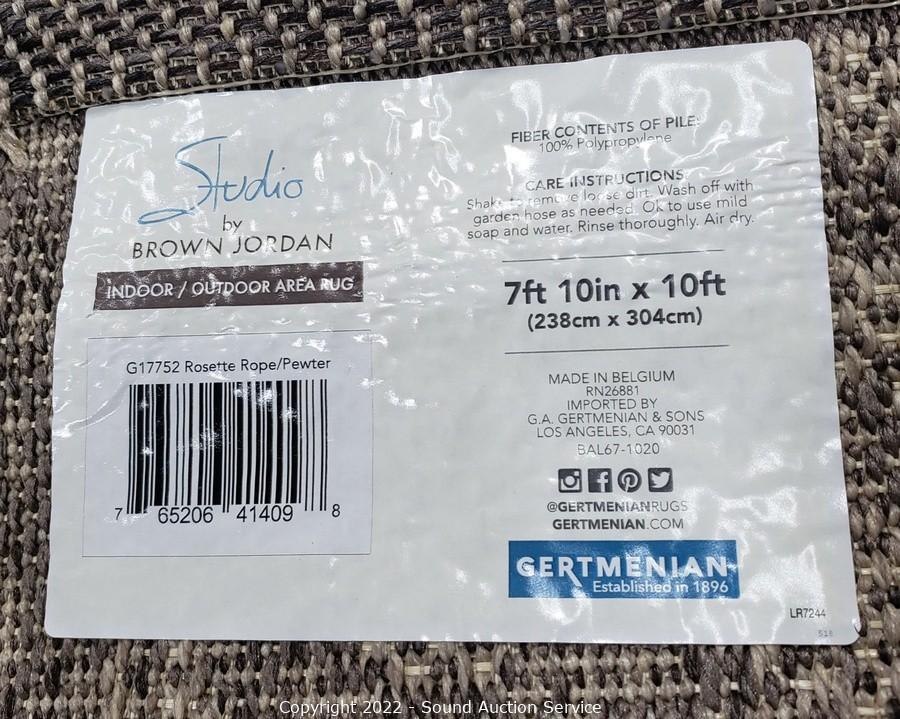 Studio
by
BROWN JORDAN
INDOOR / OUTDOOR AREA RUG
G17752 Rosette Rope/Pewter
7 65206 41409 8
FIBER CONTENTS OF PILE:
100% Polypropylene
CARE INSTRUCTIONS
Shake to remove loose dirt. Wash off with
garden hose as needed. Ok to use mild
soap and water. Rinse thoroughly. Air dry.
7ft 10in x 10ft
(238cm x 304cm)
MADE IN BELGIUM
RN26881
IMPORTED BY
G.A. GERTMENIAN & SONS
LOS ANGELES, CA 90031
BAL67-1020
@GERTMENIANRUGS
GERTMENIAN.COM
GERTMENIAN
Established in 1896
LR7244
Copyright 2022 - Sound Auction Service